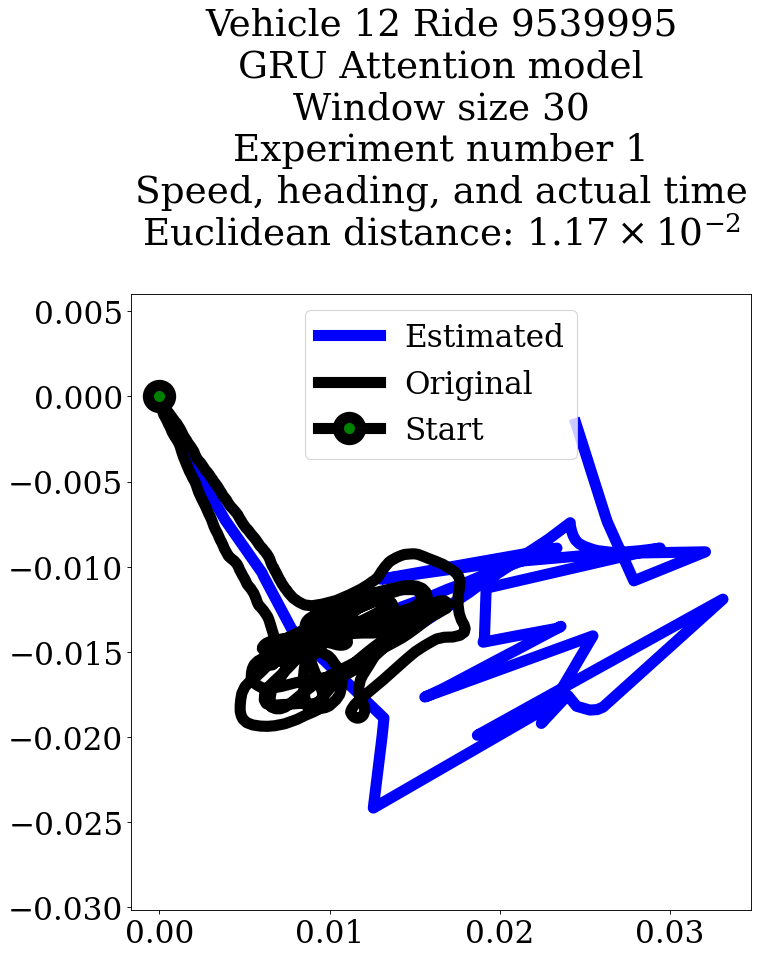 Vehicle 12 Ride 9539995
GRU Attention model
Window size 30
Experiment number 1
Speed, heading, and actual time
Euclidean distance: 1.17 × 10⁻²
Estimated
Original
Start
0.005
0.000
−0.005
−0.010
−0.015
−0.020
−0.025
−0.030
0.00 0.01 0.02 0.03